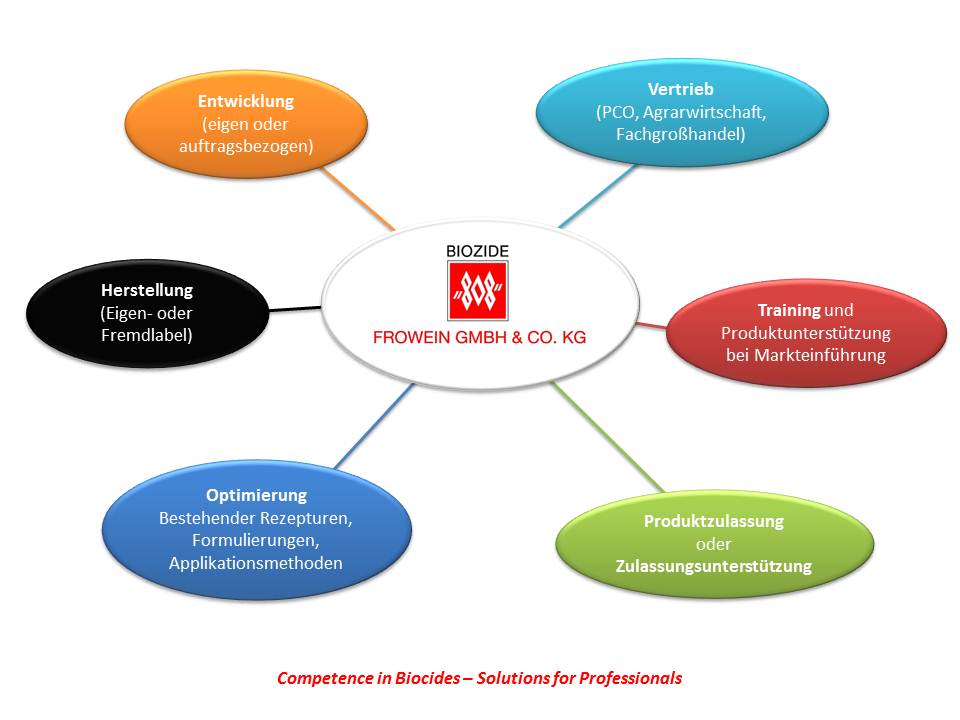 Entwicklung
(eigen oder
auftragsbezogen)
Vertrieb
(PCO, Agrarwirtschaft,
Fachgroßhandel)
BIOZIDE
„808“
FROWEIN GMBH & CO. KG
Herstellung
(Eigen- oder
Fremdlabel)
Training und
Produktunterstützung
bei Markteinführung
Optimierung
Bestehender Rezepturen,
Formulierungen,
Applikationsmethoden
Produktzulassung
oder
Zulassungsunterstützung
Competence in Biocides – Solutions for Professionals